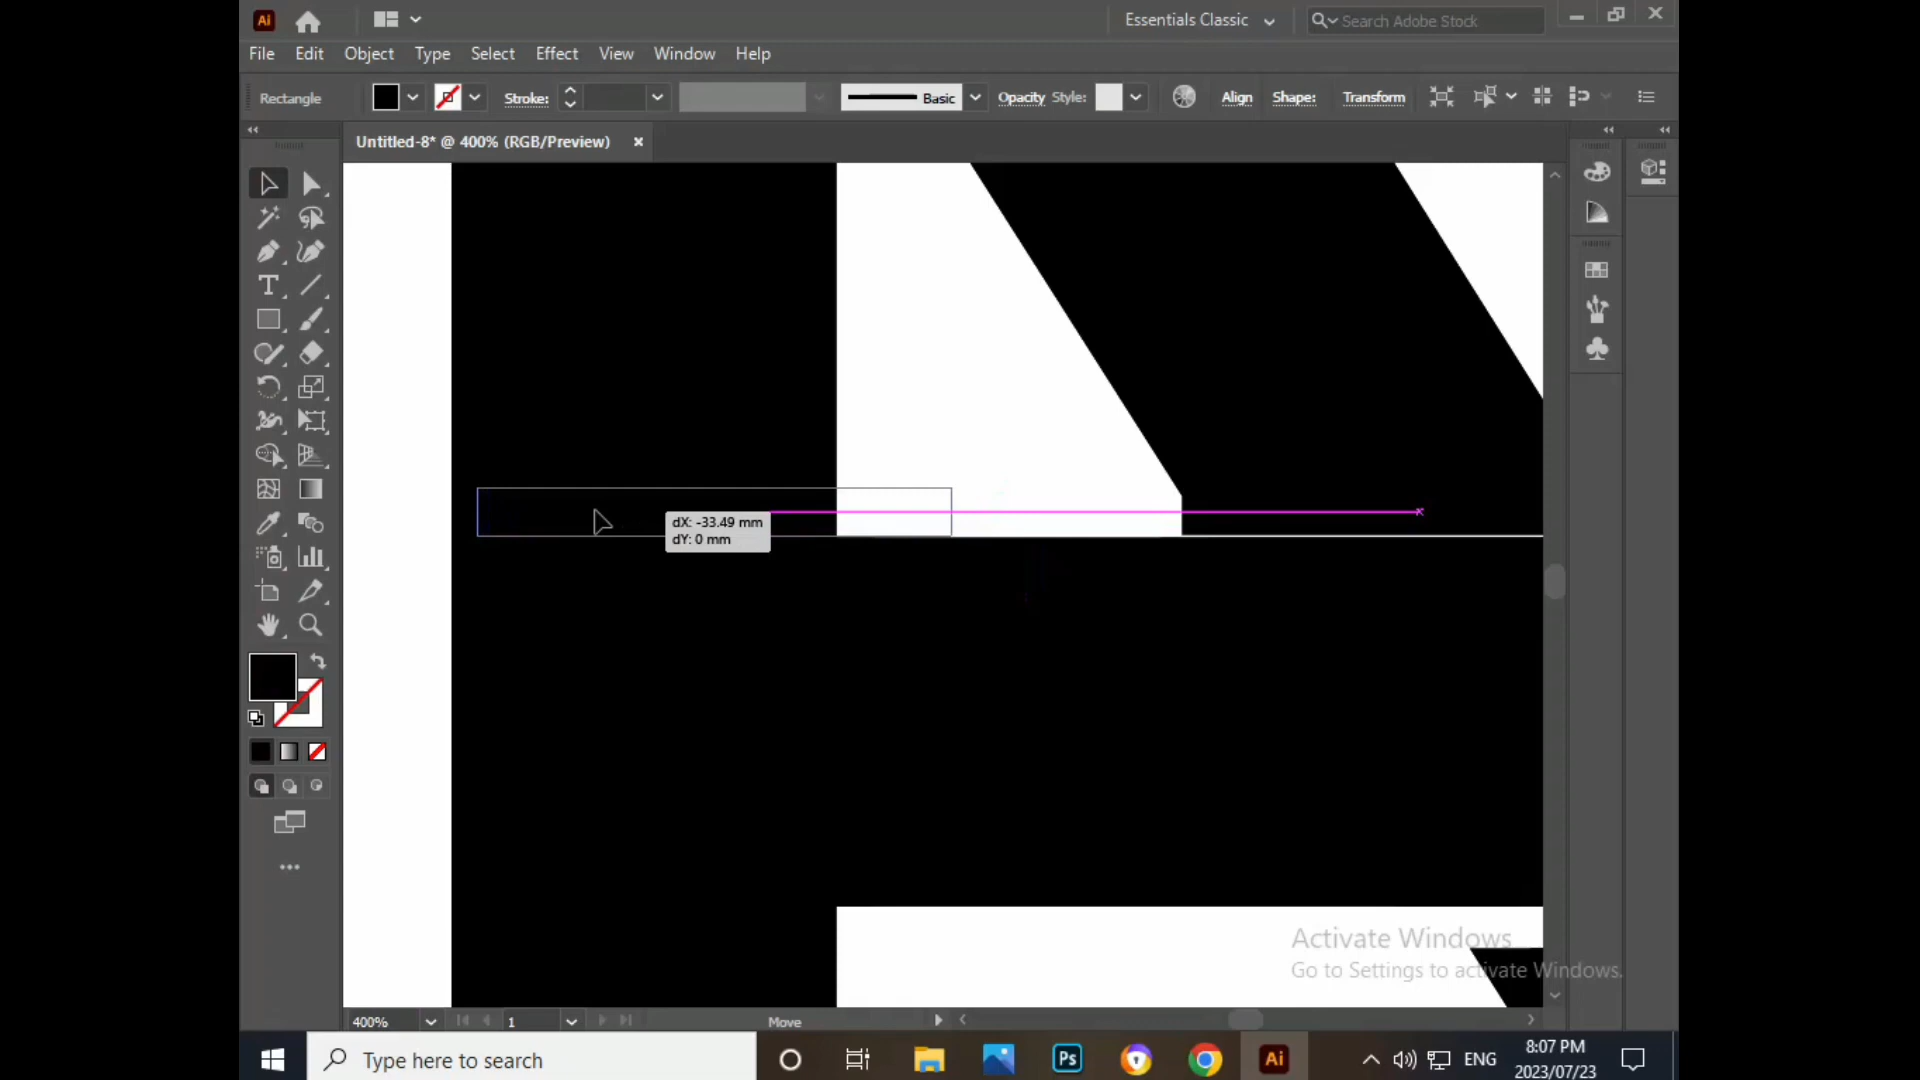 Ai
Essentials Classic
Search Adobe Stock
File Edit Object Type Select Effect View Window Help
Rectangle
Stroke:
Basic
Opacity Style:
Align Shape: Transform
Untitled-8* @ 400% (RGB/Preview)
dX: -33.49 mm
dY: 0 mm
Activate Windows
Go to Settings to activate Windows.
400%
1
Move
Type here to search
Ps
Ai
ENG
8:07 PM
2023/07/23